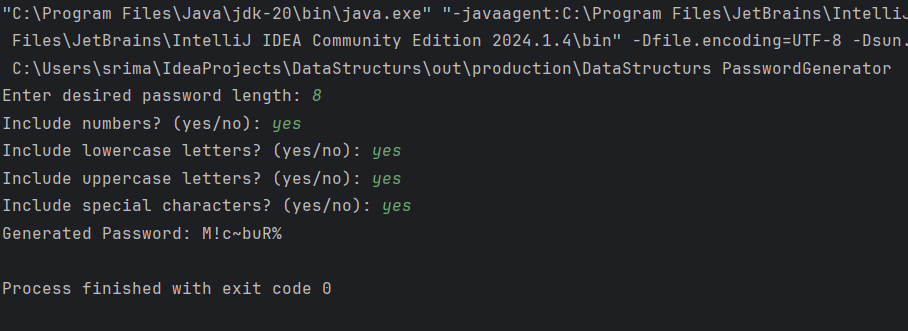 "C:\Program Files\Java\jdk-20\bin\java.exe" "-javaagent:C:\Program Files\JetBrains\IntelliJ
 Files\JetBrains\IntelliJ IDEA Community Edition 2024.1.4\bin" -Dfile.encoding=UTF-8 -Dsun.
 C:\Users\srima\IdeaProjects\DataStructurs\out\production\DataStructurs PasswordGenerator
Enter desired password length: 8
Include numbers? (yes/no): yes
Include lowercase letters? (yes/no): yes
Include uppercase letters? (yes/no): yes
Include special characters? (yes/no): yes
Generated Password: M!c~buR%
Process finished with exit code 0